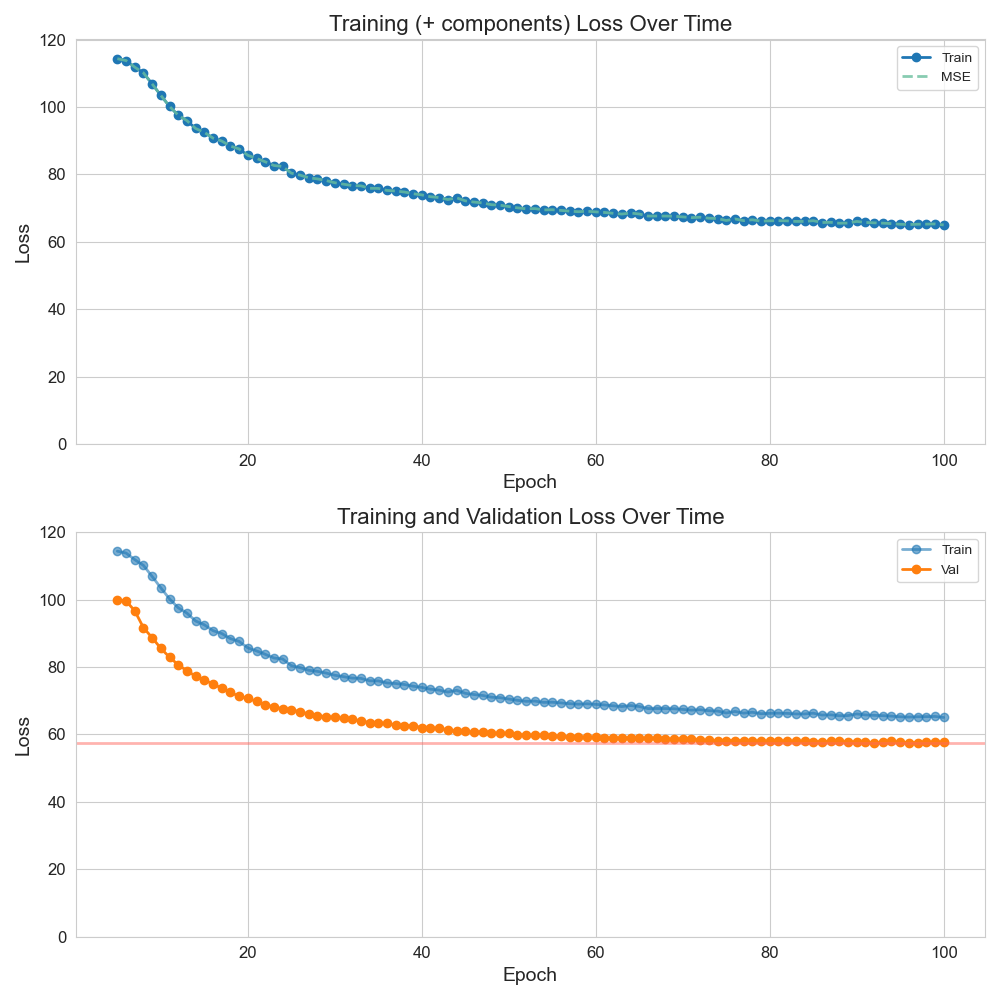 Training (+ components) Loss Over Time
120
100
80
60
40
20
0
Loss
Train
MSE
20 40 60 80 100
Epoch
Training and Validation Loss Over Time
120
100
80
60
40
20
0
Loss
Train
Val
20 40 60 80 100
Epoch